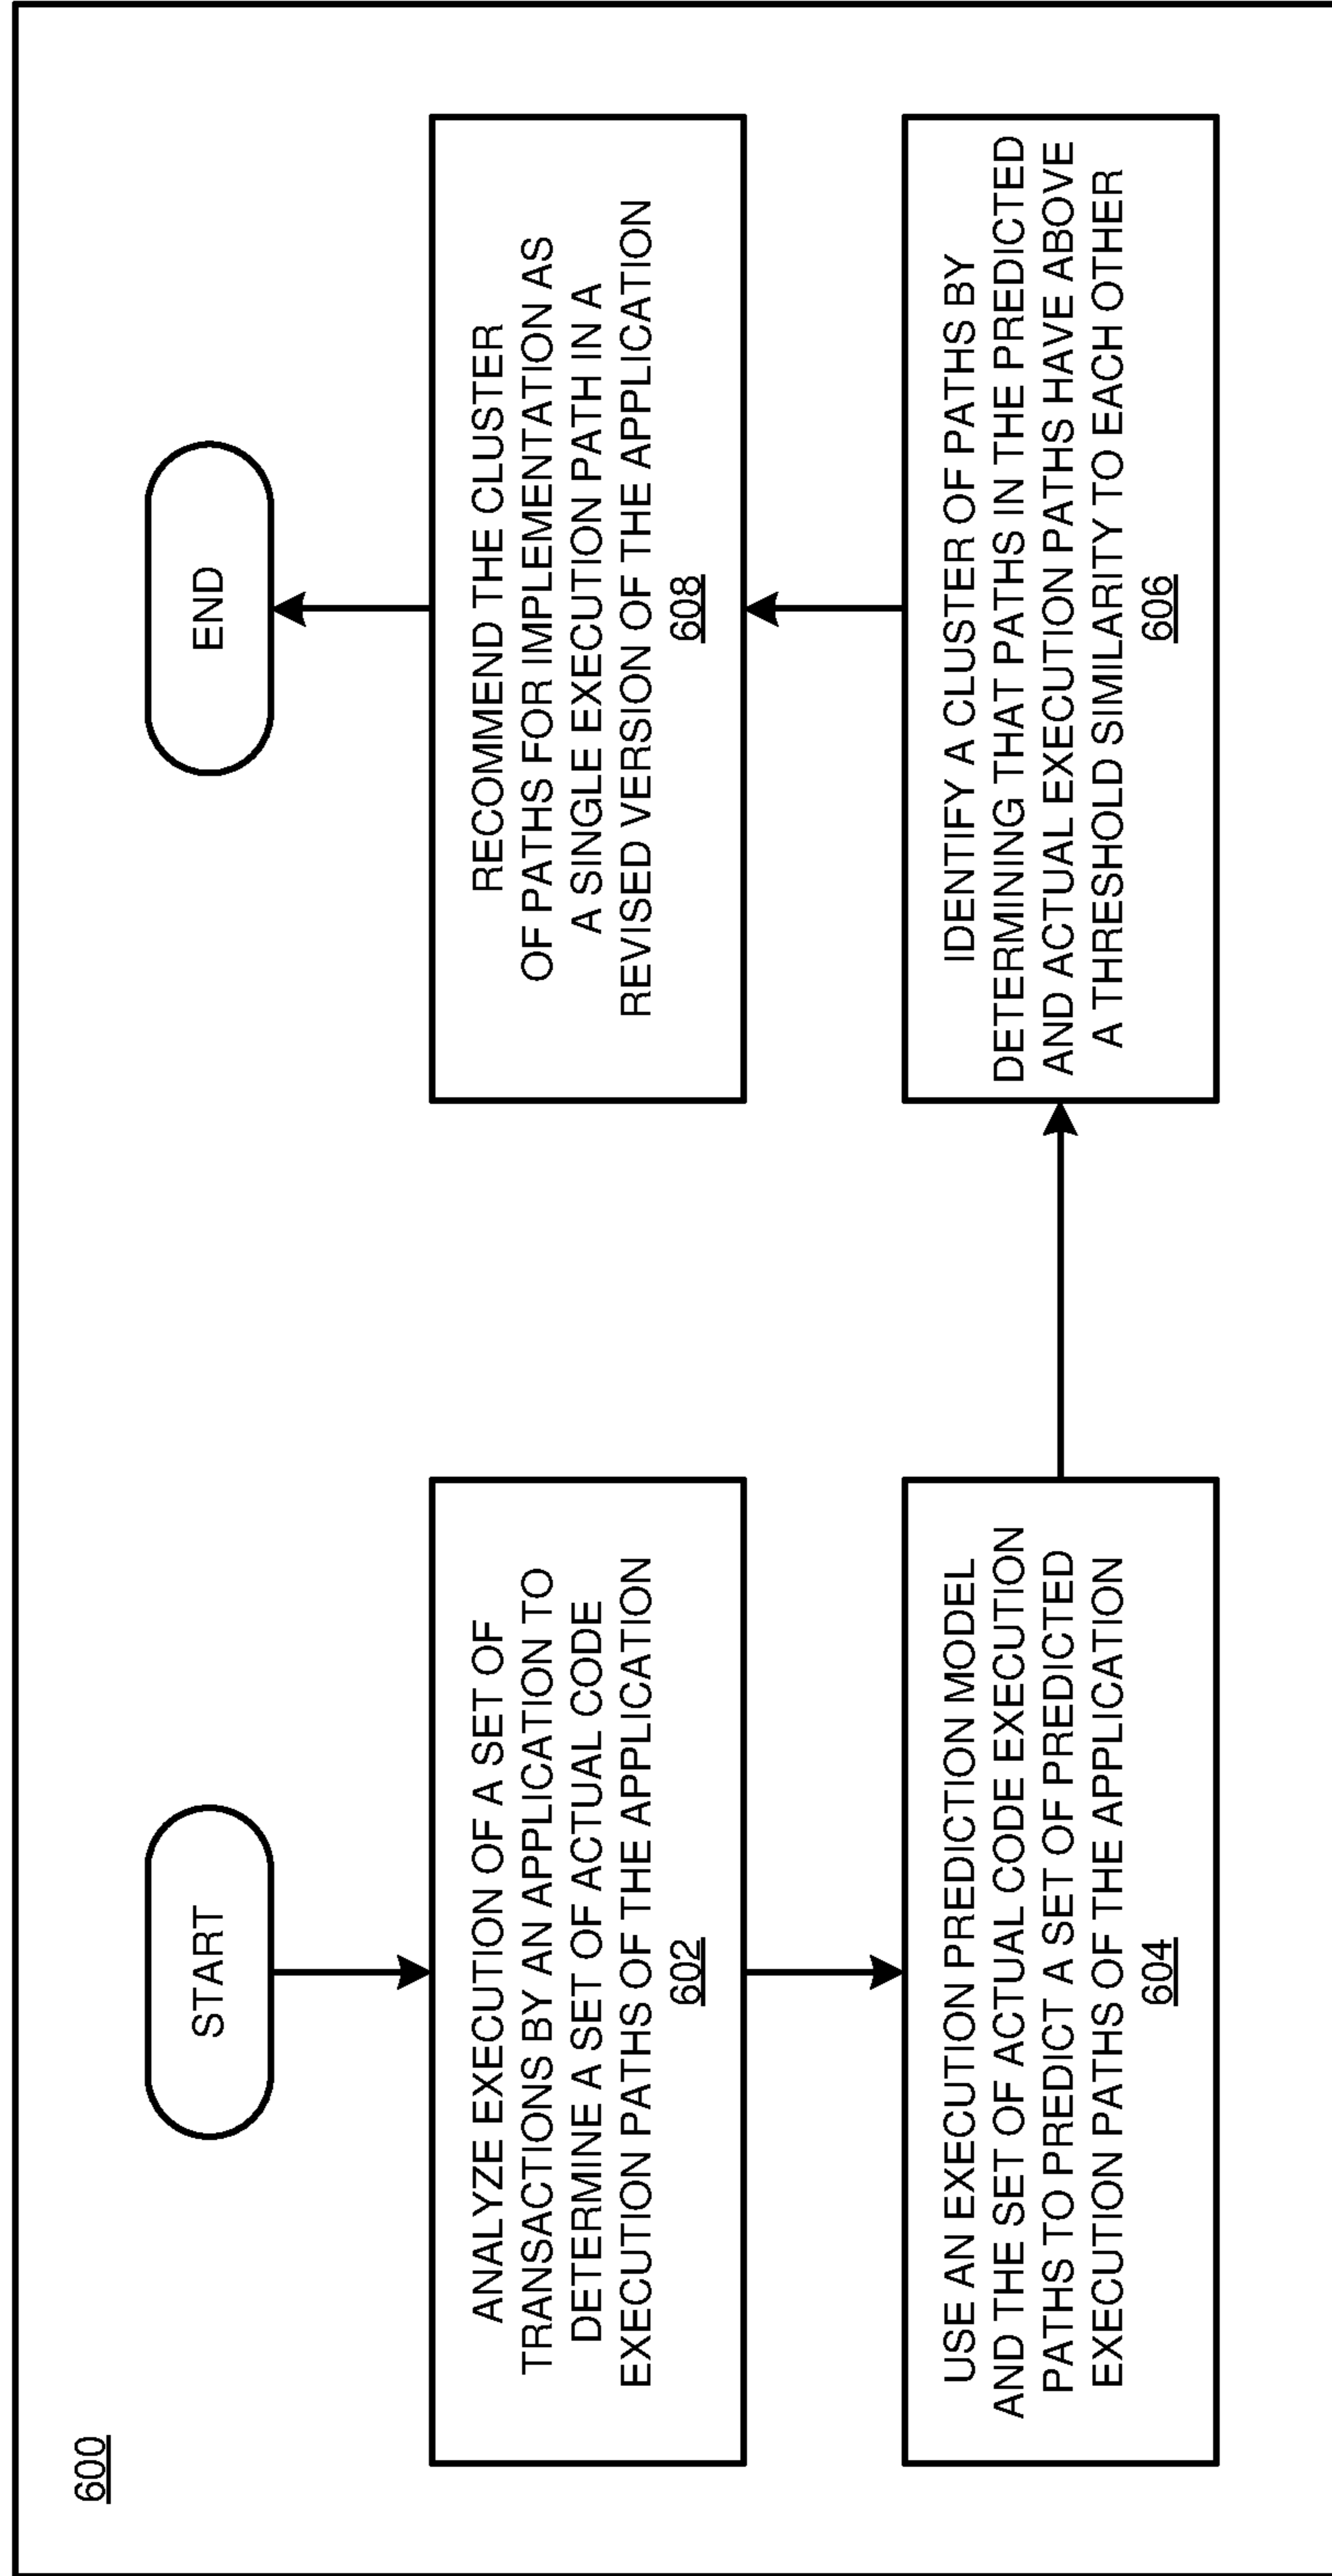 600
START
ANALYZE EXECUTION OF A SET OF
TRANSACTIONS BY AN APPLICATION TO
DETERMINE A SET OF ACTUAL CODE
EXECUTION PATHS OF THE APPLICATION
602
USE AN EXECUTION PREDICTION MODEL
AND THE SET OF ACTUAL CODE EXECUTION
PATHS TO PREDICT A SET OF PREDICTED
EXECUTION PATHS OF THE APPLICATION
604
IDENTIFY A CLUSTER OF PATHS BY
DETERMINING THAT PATHS IN THE PREDICTED
AND ACTUAL EXECUTION PATHS HAVE ABOVE
A THRESHOLD SIMILARITY TO EACH OTHER
606
RECOMMEND THE CLUSTER
OF PATHS FOR IMPLEMENTATION AS
A SINGLE EXECUTION PATH IN A
REVISED VERSION OF THE APPLICATION
608
END